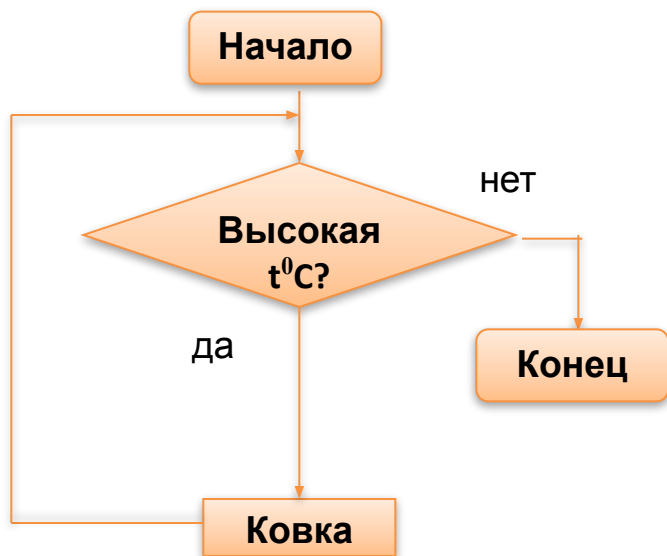 Начало
нет
Высокая
t⁰C?
да
Конец
Ковка